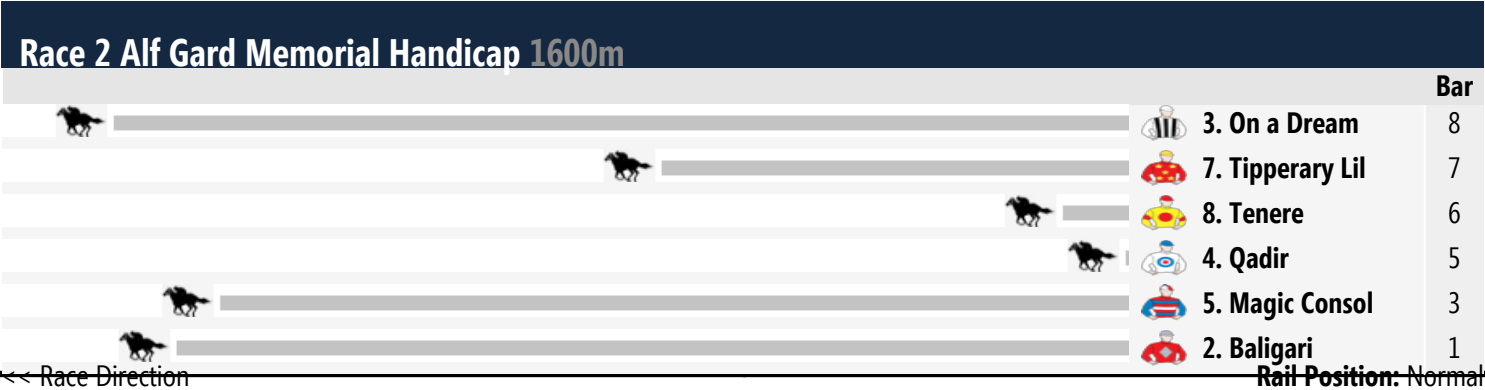 Race 2 Alf Gard Memorial Handicap 1600m
Bar
3. On a Dream 8
7. Tipperary Lil 7
8. Tenere 6
4. Qadir 5
5. Magic Consol 3
2. Baligari 1
<< Race Direction Rail Position: Normal